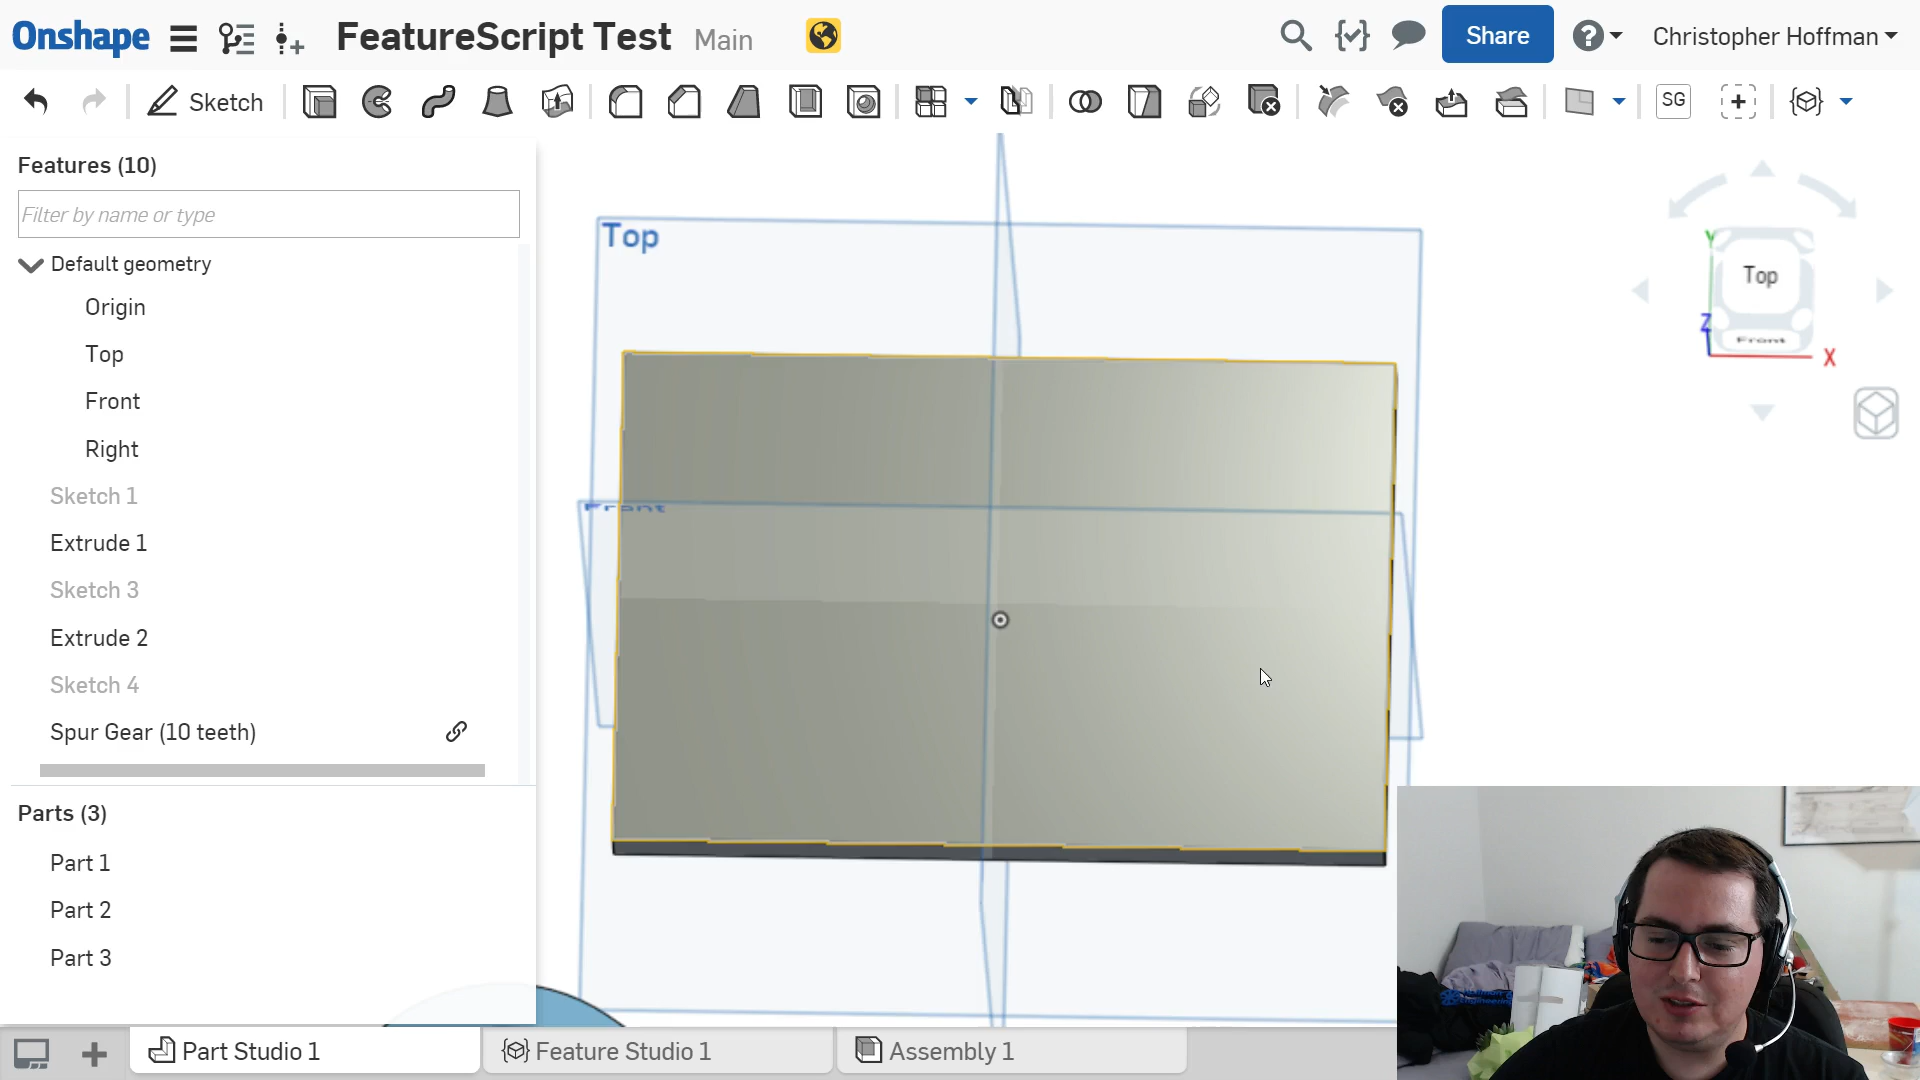 Onshape
FeatureScript Test Main
Share
Christopher Hoffman
Sketch
SG
Features (10)
Filter by name or type
Default geometry
Origin
Top
Front
Right
Sketch 1
Extrude 1
Sketch 3
Extrude 2
Sketch 4
Spur Gear (10 teeth)
Parts (3)
Part 1
Part 2
Part 3
Top
Front
Y
Top
Z
Front
X
Part Studio 1
Feature Studio 1
Assembly 1